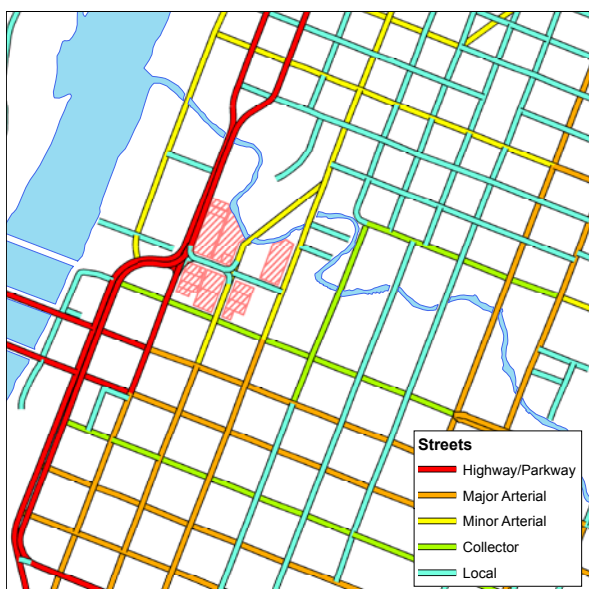 Streets
Highway/Parkway
Major Arterial
Minor Arterial
Collector
Local